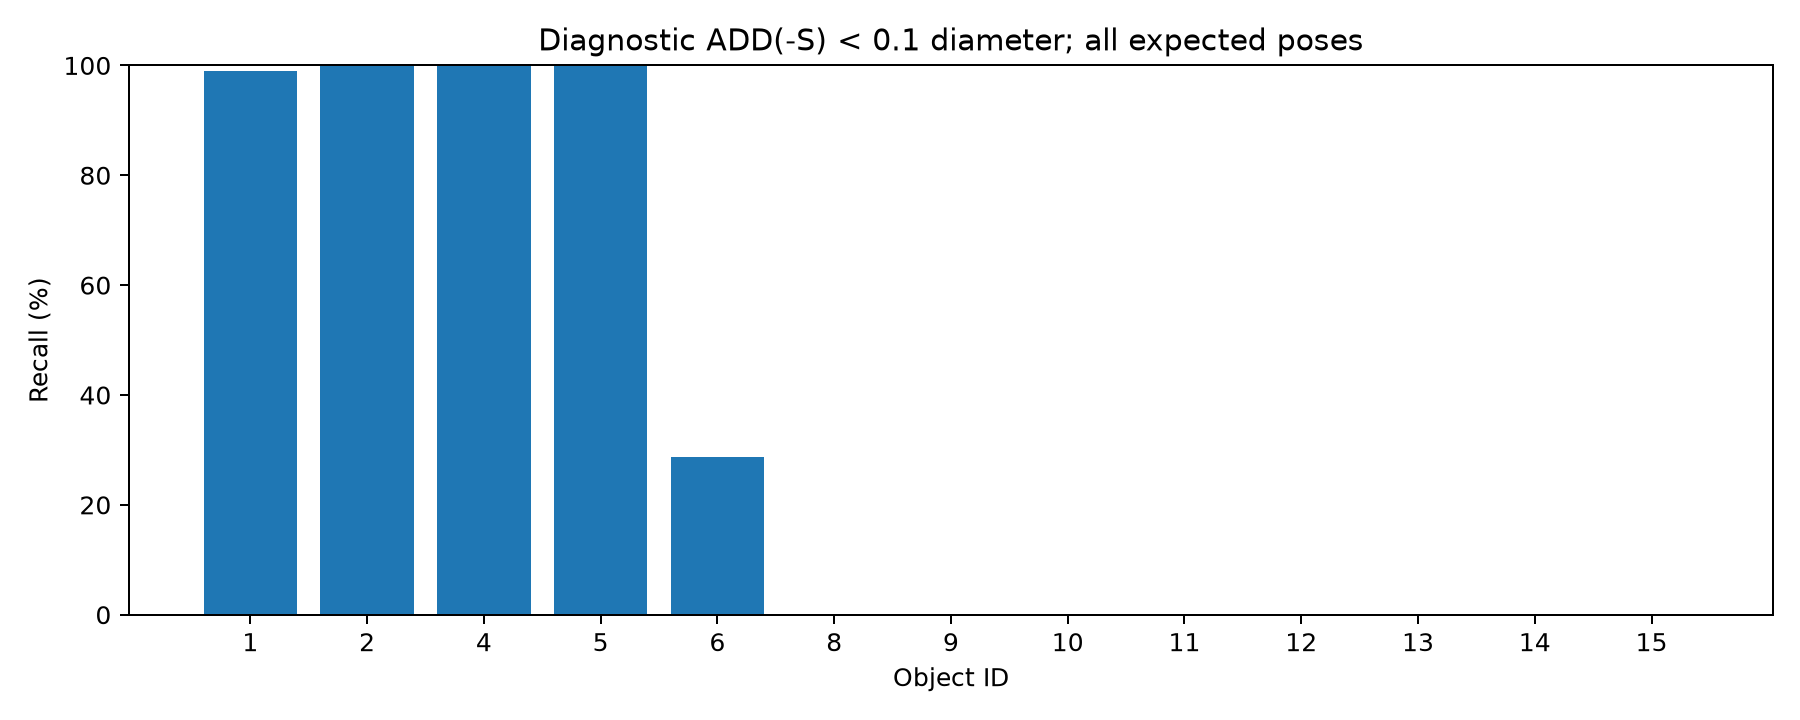 Diagnostic ADD(-S) < 0.1 diameter; all expected poses
100
80
60
40
20
0
Recall (%)
1 2 4 5 6 8 9 10 11 12 13 14 15
Object ID